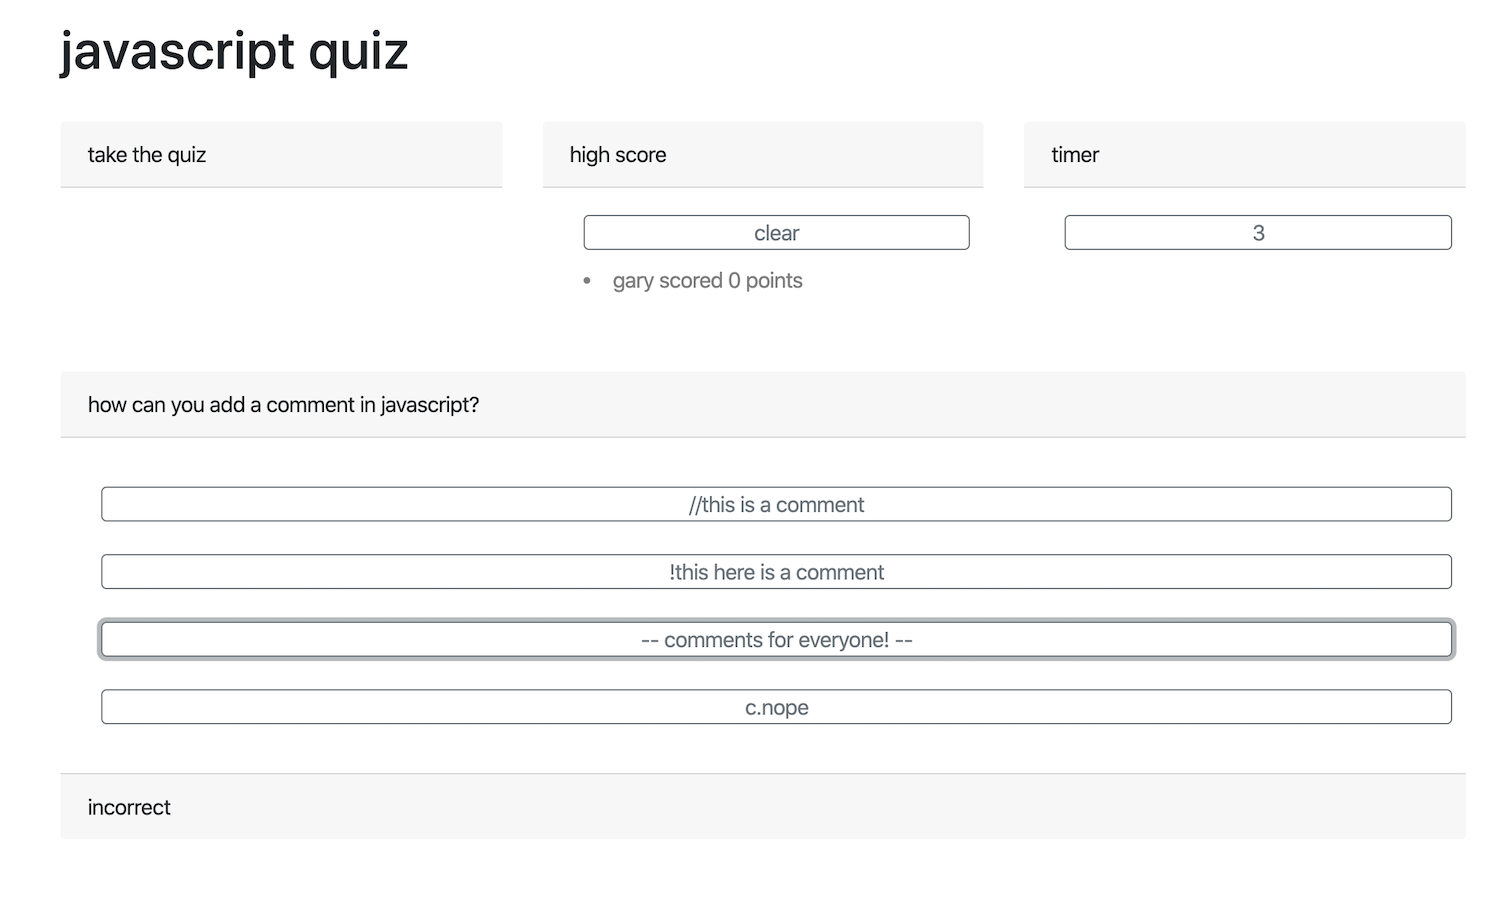 javascript quiz
take the quiz
high score
timer
clear
3
• gary scored 0 points
how can you add a comment in javascript?
//this is a comment
!this here is a comment
-- comments for everyone! --
c.nope
incorrect